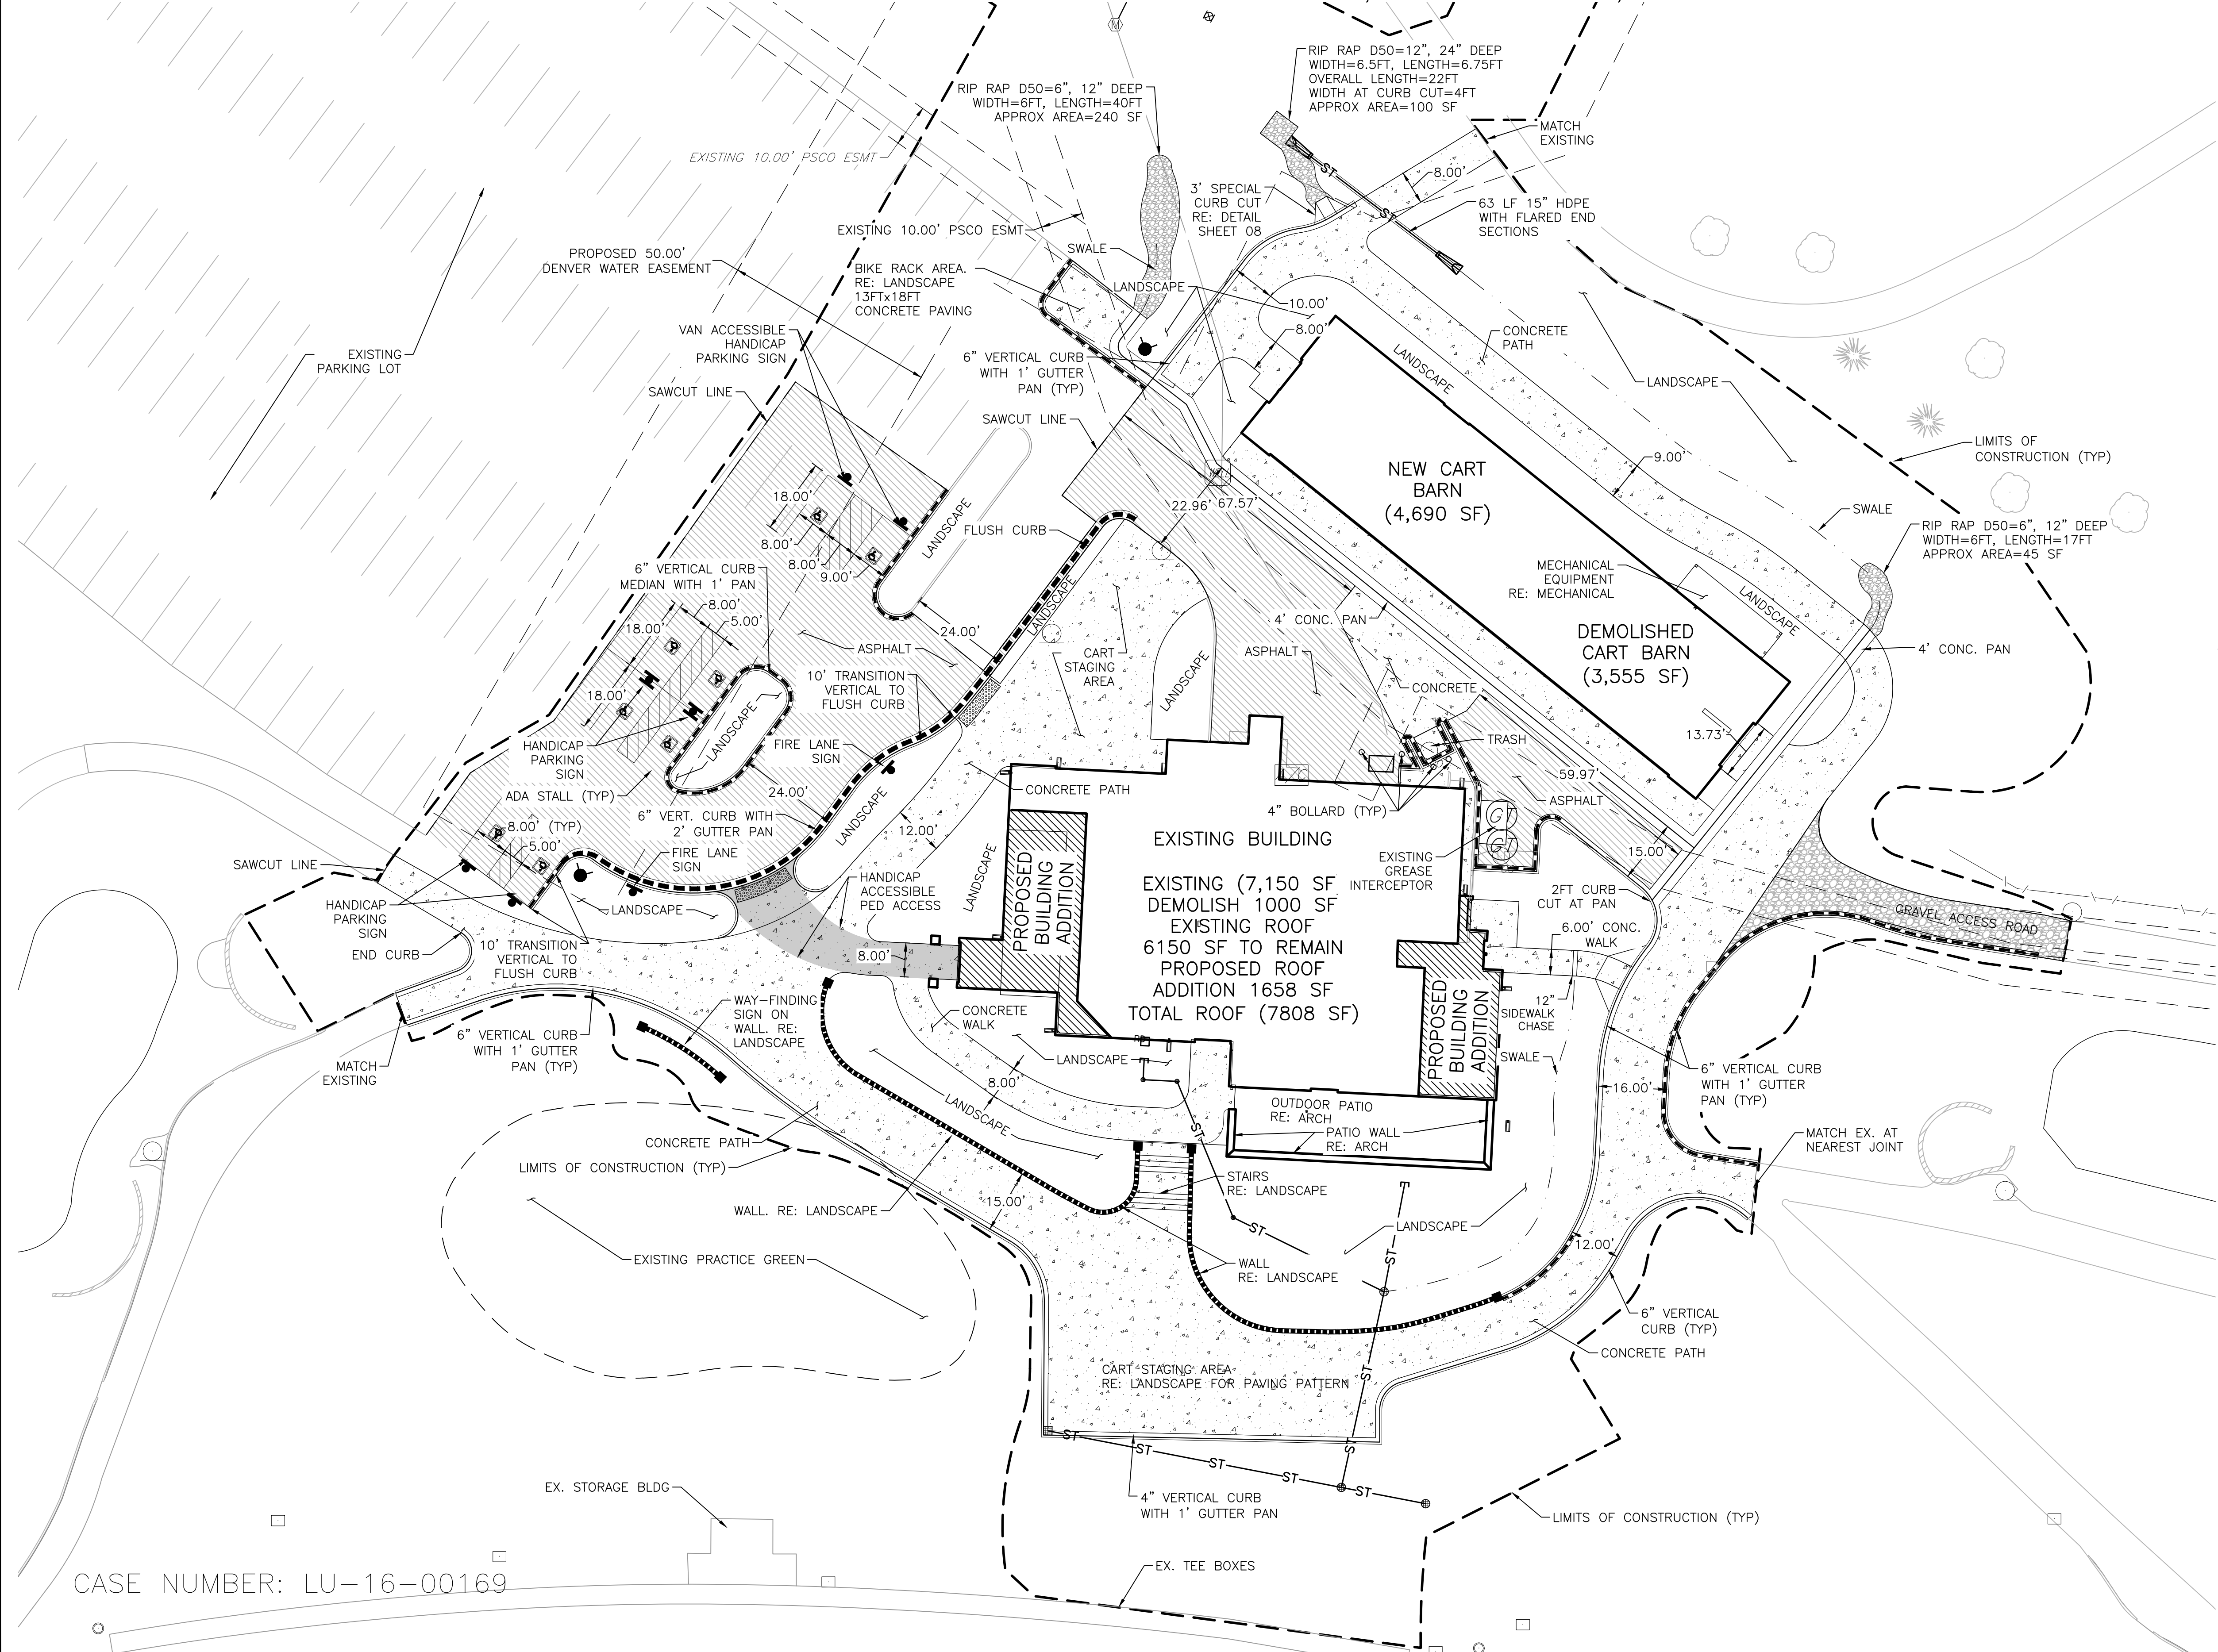 RIP RAP D50=12", 24" DEEP
WIDTH=6.5FT, LENGTH=6.75FT
OVERALL LENGTH=22FT
WIDTH AT CURB CUT=4FT
APPROX AREA=100 SF
M
RIP RAP D50=6", 12" DEEP
WIDTH=6FT, LENGTH=40FT
APPROX AREA=240 SF
MATCH
EXISTING
EXISTING 10.00' PSCO ESMT
ST
8.00'
3' SPECIAL
CURB CUT
RE: DETAIL
SHEET 08
ST
63 LF 15" HDPE
WITH FLARED END
SECTIONS
EXISTING 10.00' PSCO ESMT
SWALE
PROPOSED 50.00'
DENVER WATER EASEMENT
BIKE RACK AREA.
RE: LANDSCAPE
13FTx18FT
CONCRETE PAVING
LANDSCAPE
10.00'
8.00'
VAN ACCESSIBLE
HANDICAP
PARKING SIGN
CONCRETE
PATH
EXISTING
PARKING LOT
6" VERTICAL CURB
WITH 1' GUTTER
PAN (TYP)
LANDSCAPE
LANDSCAPE
SAWCUT LINE
SAWCUT LINE
LIMITS OF
CONSTRUCTION (TYP)
9.00'
NEW CART
BARN
(4,690 SF)
18.00'
22.96'
67.57'
SWALE
LANDSCAPE
FLUSH CURB
8.00'
8.00'
9.00'
RIP RAP D50=6", 12" DEEP
WIDTH=6FT, LENGTH=17FT
APPROX AREA=45 SF
6" VERTICAL CURB
MEDIAN WITH 1' PAN
MECHANICAL
EQUIPMENT
RE: MECHANICAL
LANDSCAPE
8.00'
5.00'
18.00'
24.00'
LANDSCAPE
4' CONC. PAN
DEMOLISHED
CART BARN
(3,555 SF)
ASPHALT
CART
STAGING
AREA
ASPHALT
4' CONC. PAN
10' TRANSITION
VERTICAL TO
FLUSH CURB
LANDSCAPE
CONCRETE
18.00'
LANDSCAPE
13.73'
HANDICAP
PARKING
SIGN
FIRE LANE
SIGN
TRASH
59.97'
ADA STALL (TYP)
24.00'
CONCRETE PATH
ASPHALT
6" VERT. CURB WITH
2' GUTTER PAN
LANDSCAPE
12.00'
4" BOLLARD (TYP)
GT
GT
8.00' (TYP)
5.00'
EXISTING BUILDING
SAWCUT LINE
FIRE LANE
SIGN
EXISTING
GREASE
INTERCEPTOR
15.00'
HANDICAP
ACCESSIBLE
PED ACCESS
LANDSCAPE
PROPOSED
BUILDING
ADDITION
EXISTING (7,150 SF
DEMOLISH 1000 SF
EXISTING ROOF
6150 SF TO REMAIN
PROPOSED ROOF
ADDITION 1658 SF
TOTAL ROOF (7808 SF)
2FT CURB
CUT AT PAN
HANDICAP
PARKING
SIGN
LANDSCAPE
GRAVEL ACCESS ROAD
END CURB
10' TRANSITION
VERTICAL TO
FLUSH CURB
8.00'
6.00' CONC.
WALK
12"
SIDEWALK
CHASE
WAY-FINDING
SIGN ON
WALL. RE:
LANDSCAPE
CONCRETE
WALK
PROPOSED
BUILDING
ADDITION
6" VERTICAL CURB
WITH 1' GUTTER
PAN (TYP)
LANDSCAPE
SWALE
MATCH
EXISTING
8.00'
16.00'
6" VERTICAL CURB
WITH 1' GUTTER
PAN (TYP)
LANDSCAPE
OUTDOOR PATIO
RE: ARCH
ST
PATIO WALL
RE: ARCH
CONCRETE PATH
MATCH EX. AT
NEAREST JOINT
LIMITS OF CONSTRUCTION (TYP)
STAIRS
RE: LANDSCAPE
15.00'
WALL. RE: LANDSCAPE
ST
LANDSCAPE
12.00'
EXISTING PRACTICE GREEN
WALL
RE: LANDSCAPE
ST
6" VERTICAL
CURB (TYP)
CONCRETE PATH
CART STAGING AREA
RE: LANDSCAPE FOR PAVING PATTERN
ST
ST
ST
ST
ST
ST
ST
EX. STORAGE BLDG
4" VERTICAL CURB
WITH 1' GUTTER PAN
LIMITS OF CONSTRUCTION (TYP)
EX. TEE BOXES
CASE NUMBER: LU-16-00169